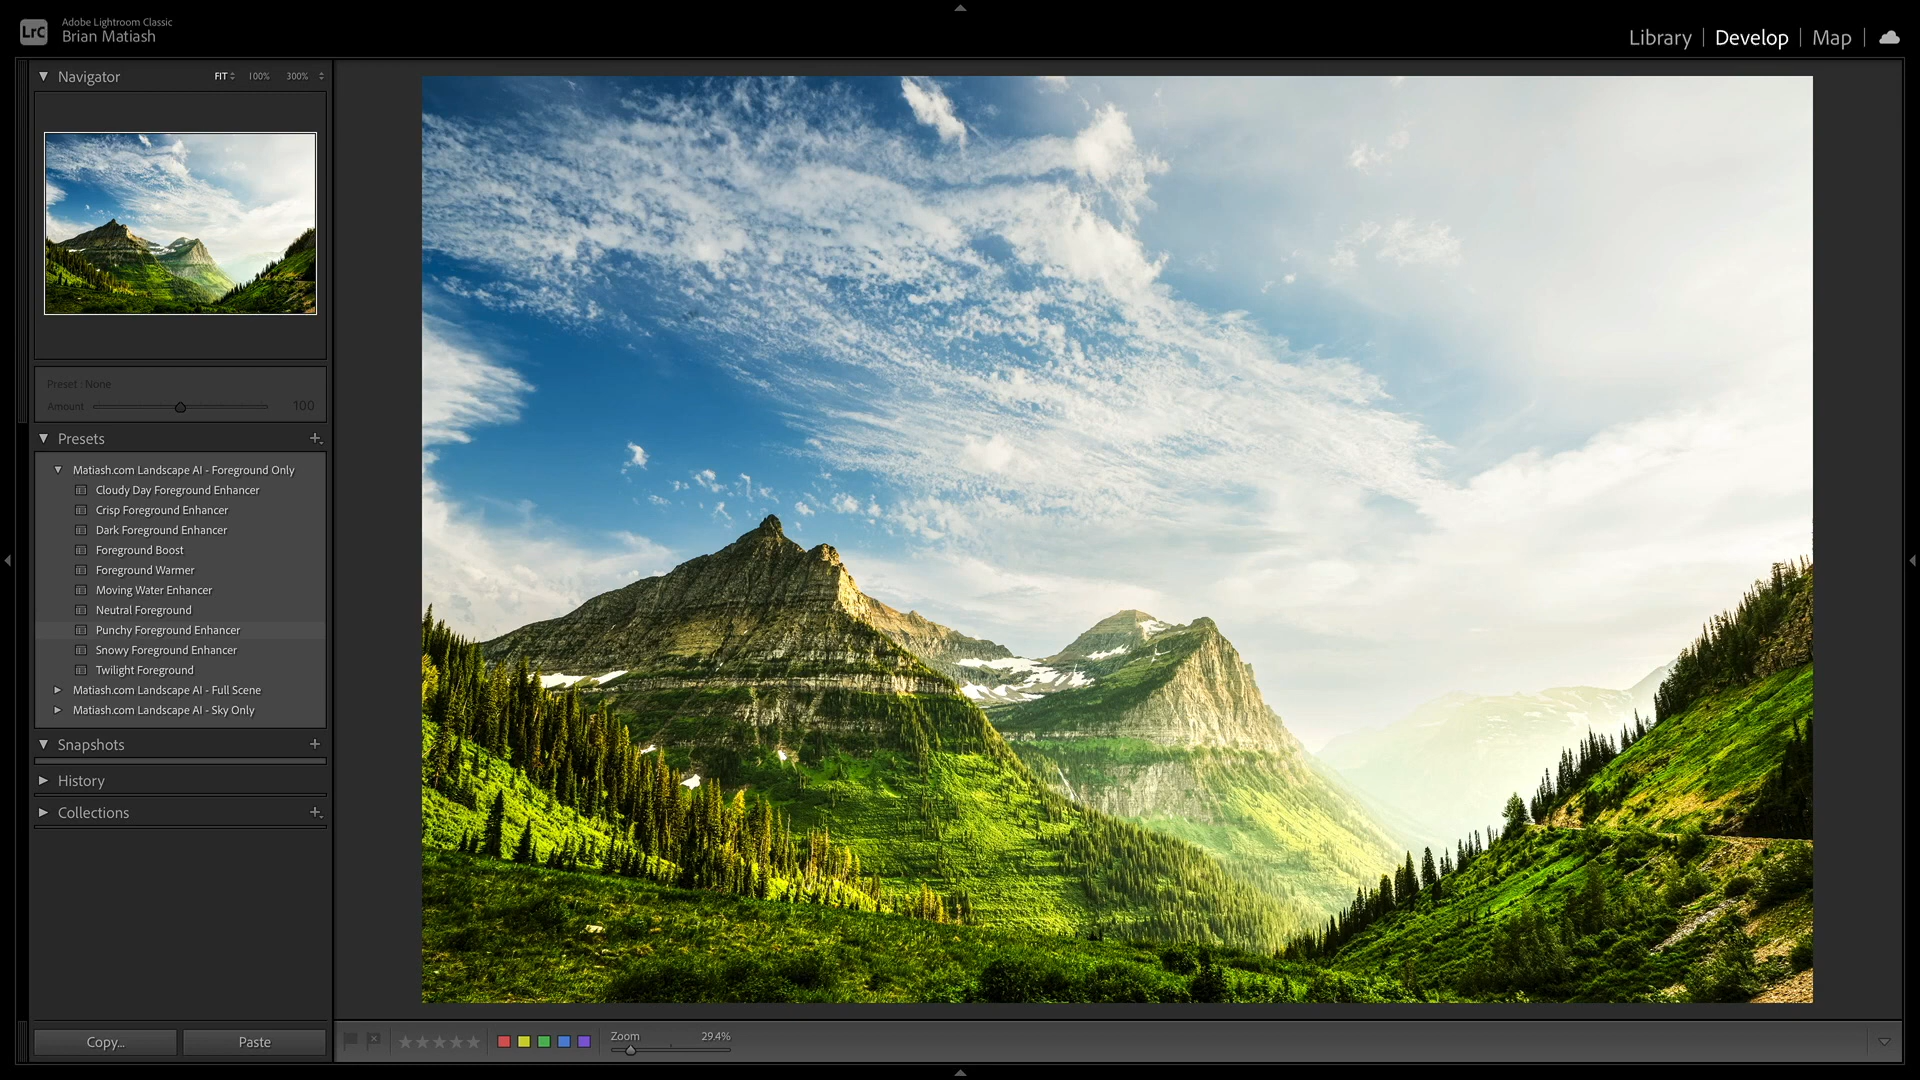 LrC
Adobe Lightroom Classic
Brian Matiash
Library
Develop
Map
Navigator
FIT
100%
300%
Preset : None
Amount
100
Presets
Matiash.com Landscape AI - Foreground Only
Cloudy Day Foreground Enhancer
Crisp Foreground Enhancer
Dark Foreground Enhancer
Foreground Boost
Foreground Warmer
Moving Water Enhancer
Neutral Foreground
Punchy Foreground Enhancer
Snowy Foreground Enhancer
Twilight Foreground
Matiash.com Landscape AI - Full Scene
Matiash.com Landscape AI - Sky Only
Snapshots
History
Collections
Copy...
Paste
Zoom
29.4%